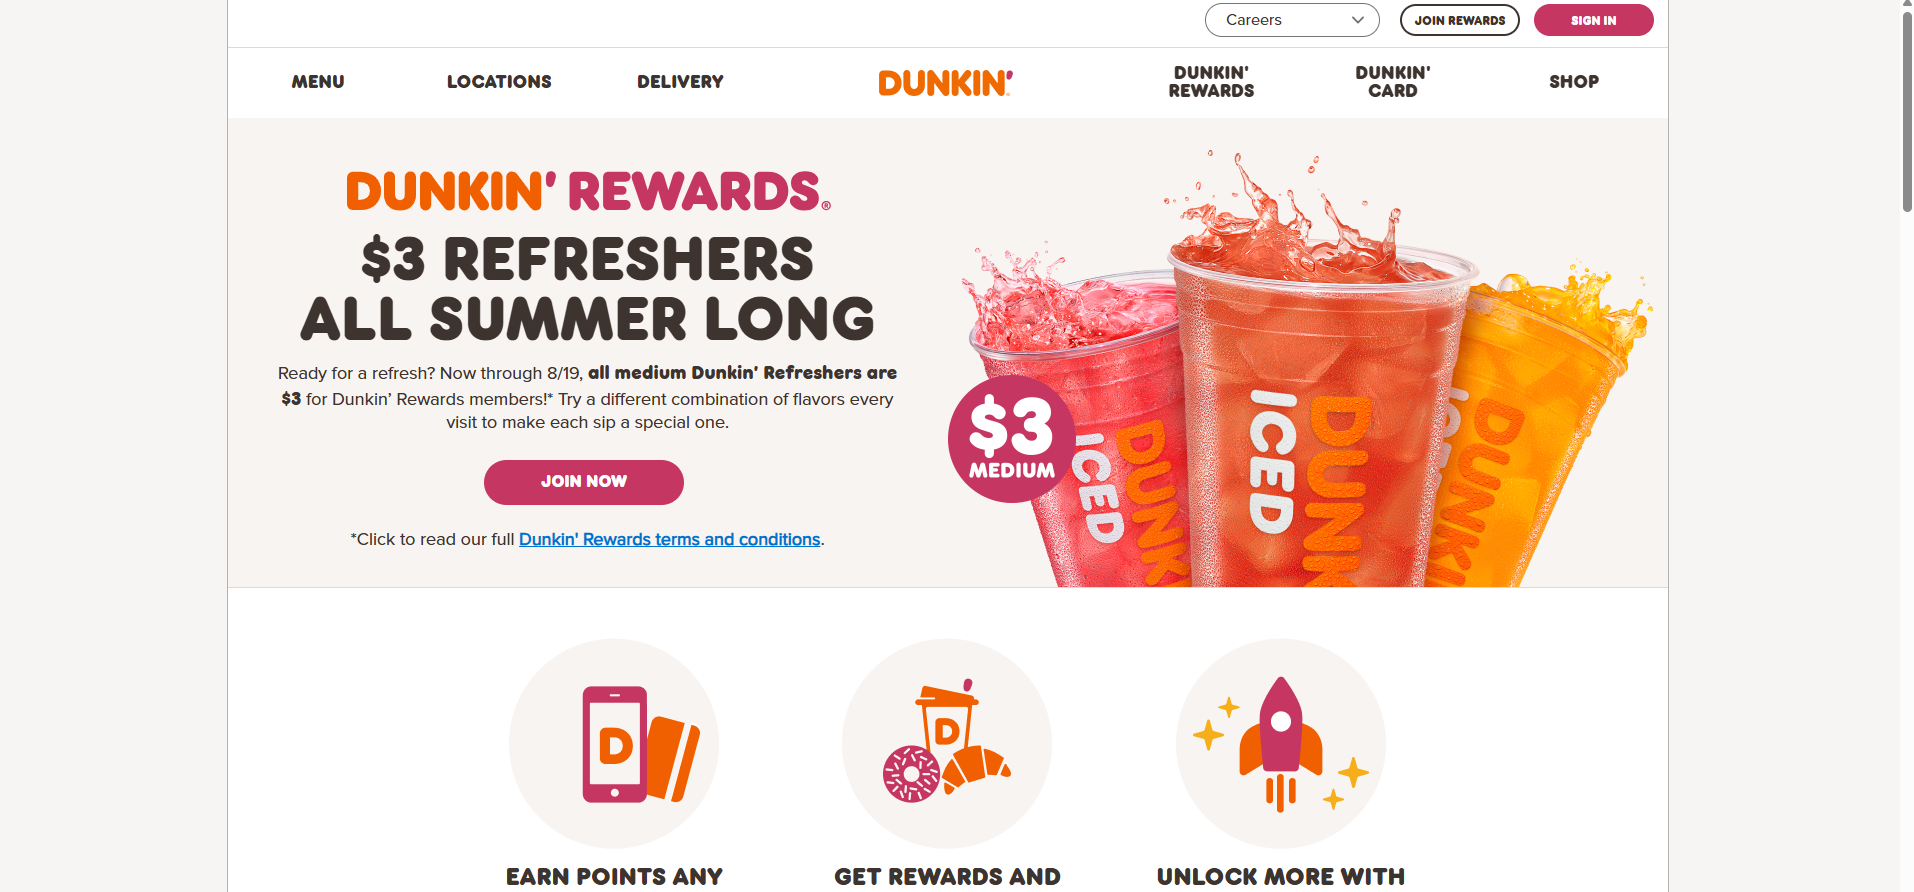 Careers
JOIN REWARDS
SIGN IN
MENU
LOCATIONS
DELIVERY
DUNKIN'
DUNKIN'
REWARDS
DUNKIN'
CARD
SHOP
DUNKIN' REWARDS®
$3 REFRESHERS
ALL SUMMER LONG
Ready for a refresh? Now through 8/19, all medium Dunkin' Refreshers are
$3 for Dunkin’ Rewards members!* Try a different combination of flavors every
visit to make each sip a special one.
JOIN NOW
*Click to read our full Dunkin' Rewards terms and conditions.
$3
MEDIUM
ICED
DUNK
ICED
DUNK
ICED
DUNKI
D
D
EARN POINTS ANY
GET REWARDS AND
UNLOCK MORE WITH